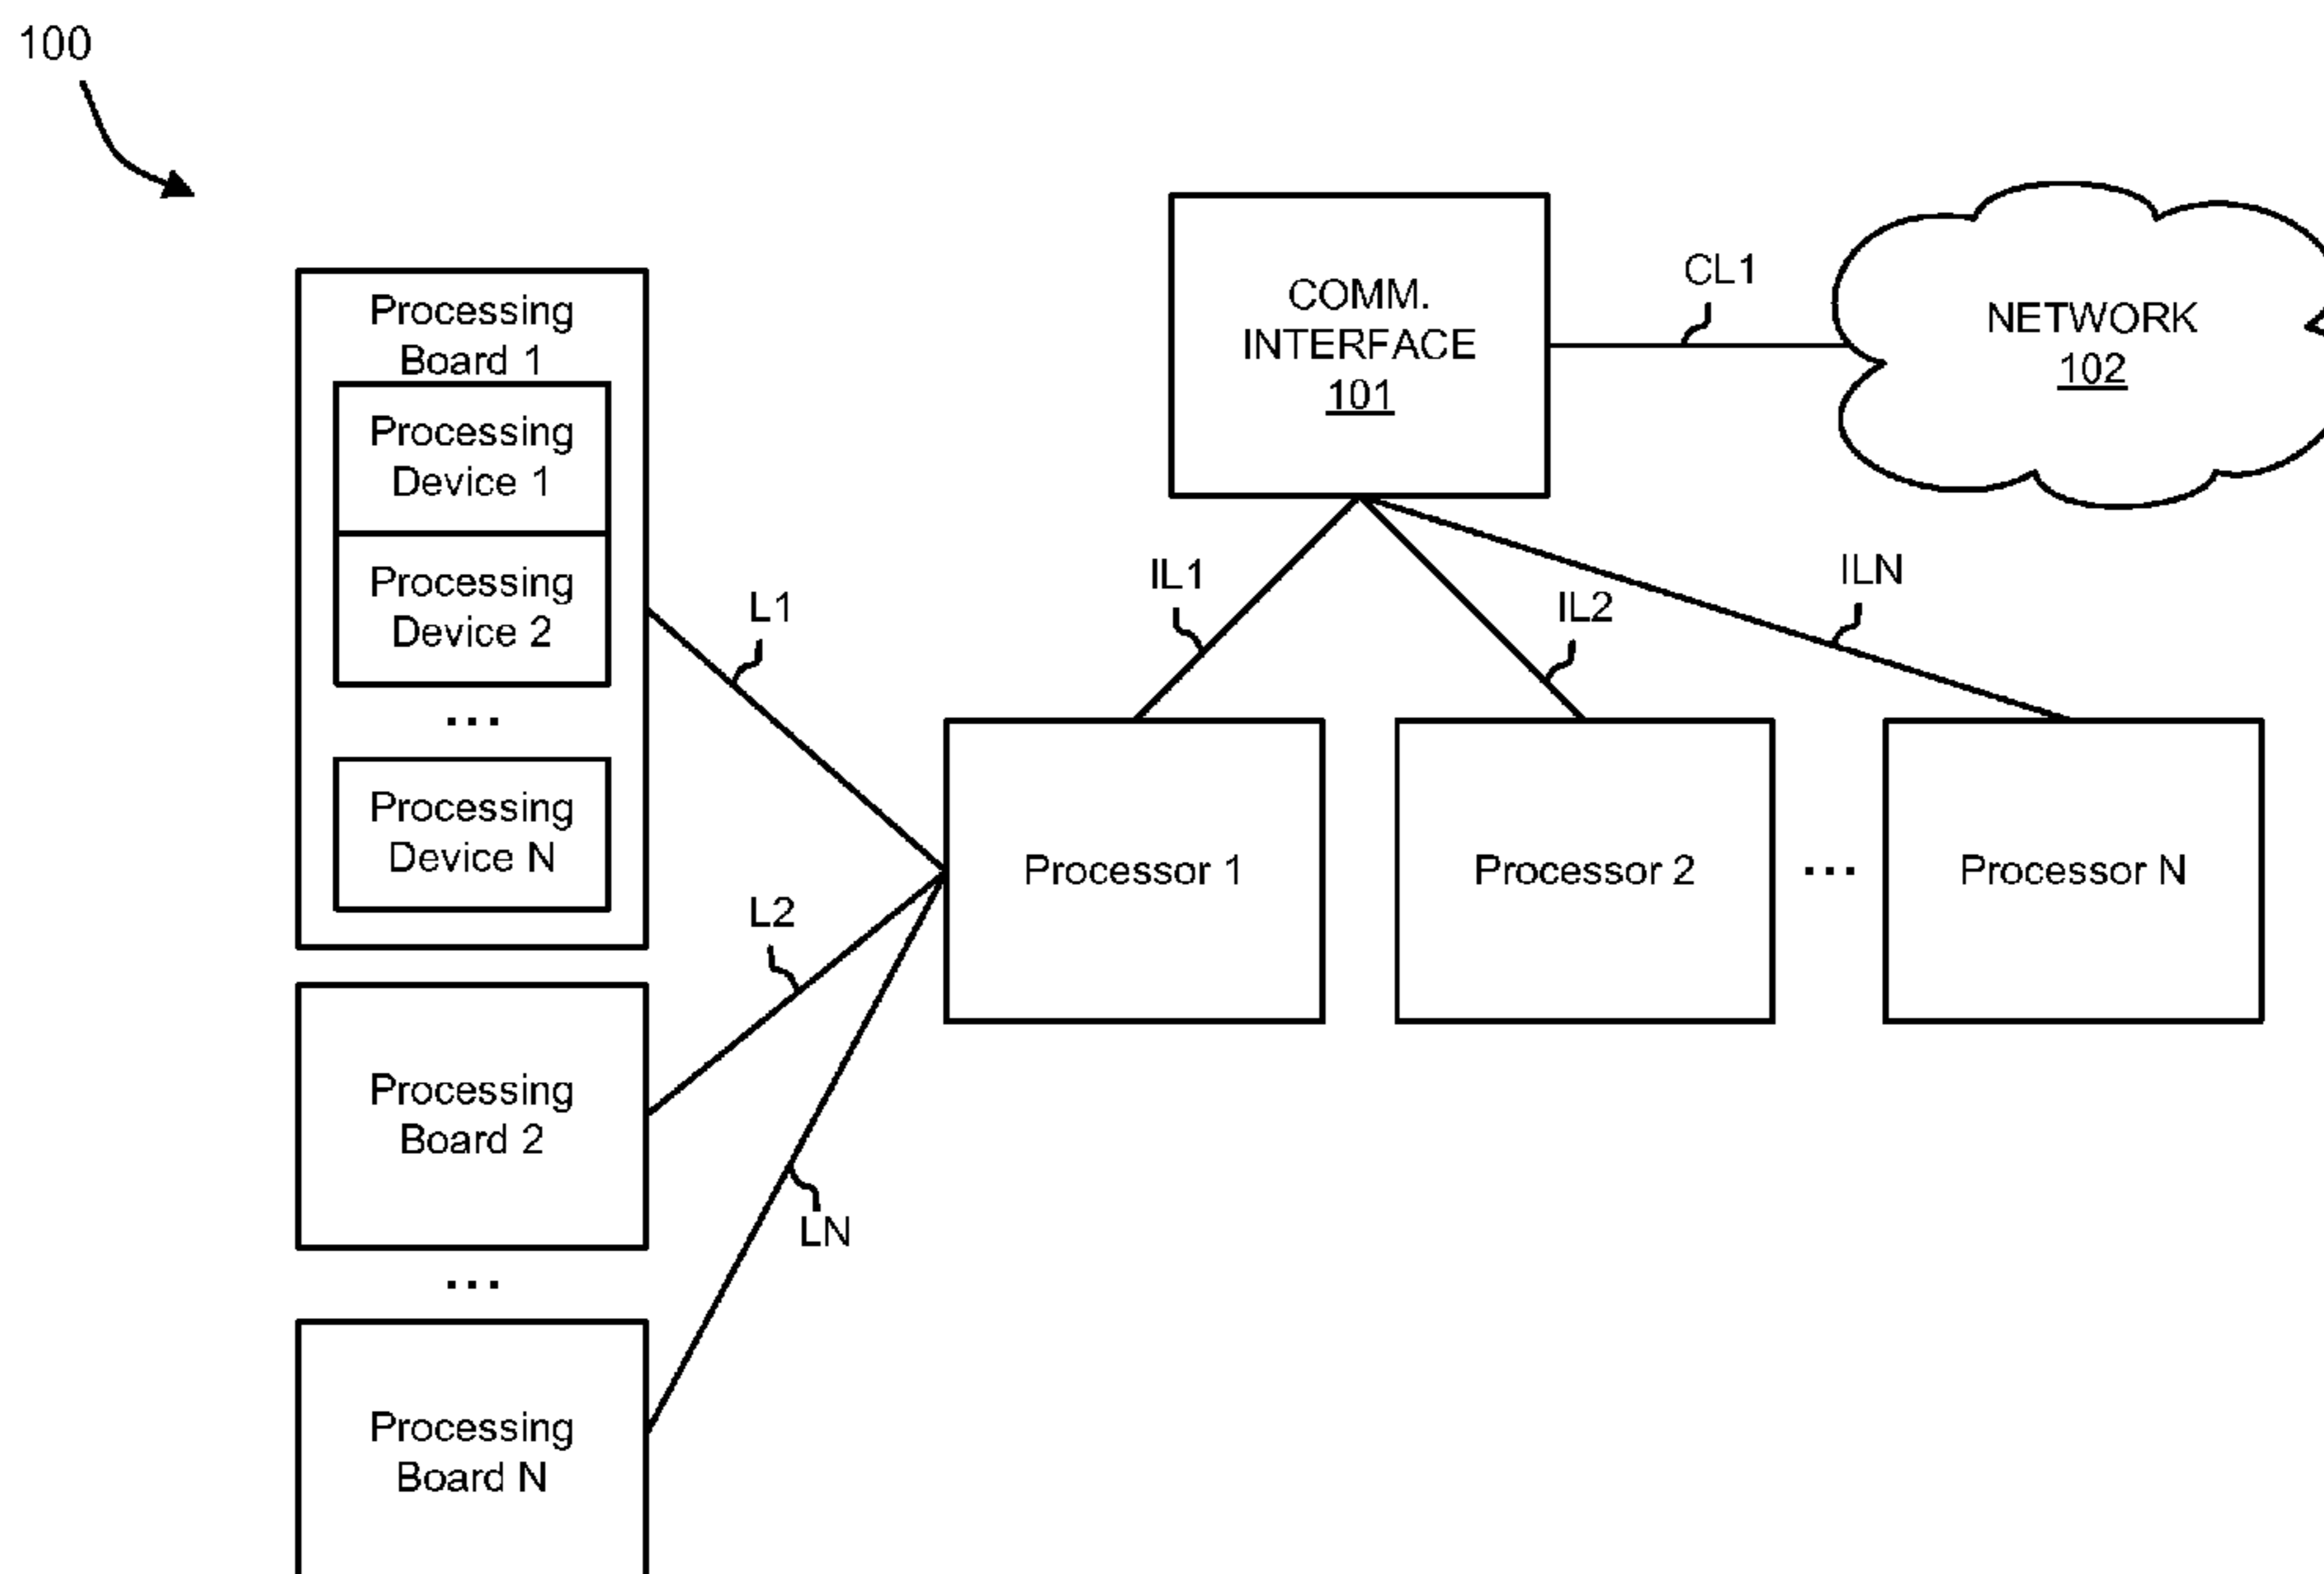 100
Processing
Board 1
Processing
Device 1
Processing
Device 2
...
Processing
Device N
Processing
Board 2
...
Processing
Board N
L1
L2
LN
COMM.
INTERFACE
101
CL1
NETWORK
102
IL1
IL2
ILN
Processor 1
Processor 2
...
Processor N